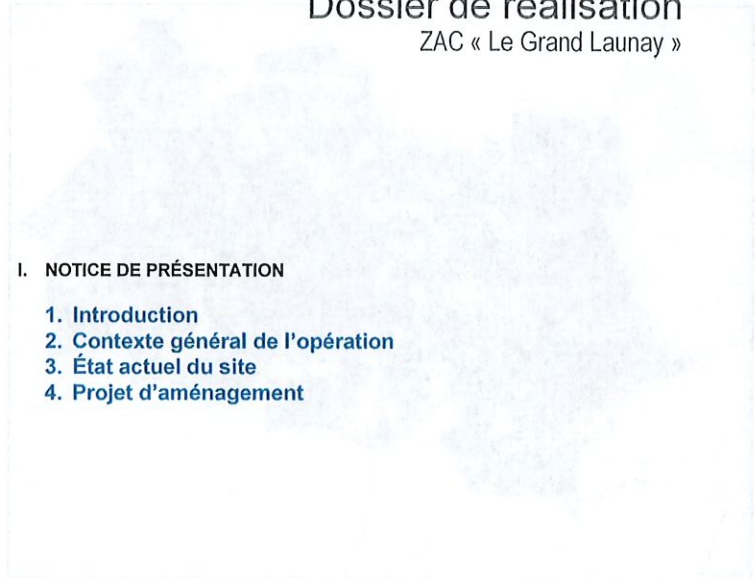 Dossier de réalisation
ZAC « Le Grand Launay »
I. NOTICE DE PRÉSENTATION
1. Introduction
2. Contexte général de l'opération
3. État actuel du site
4. Projet d'aménagement